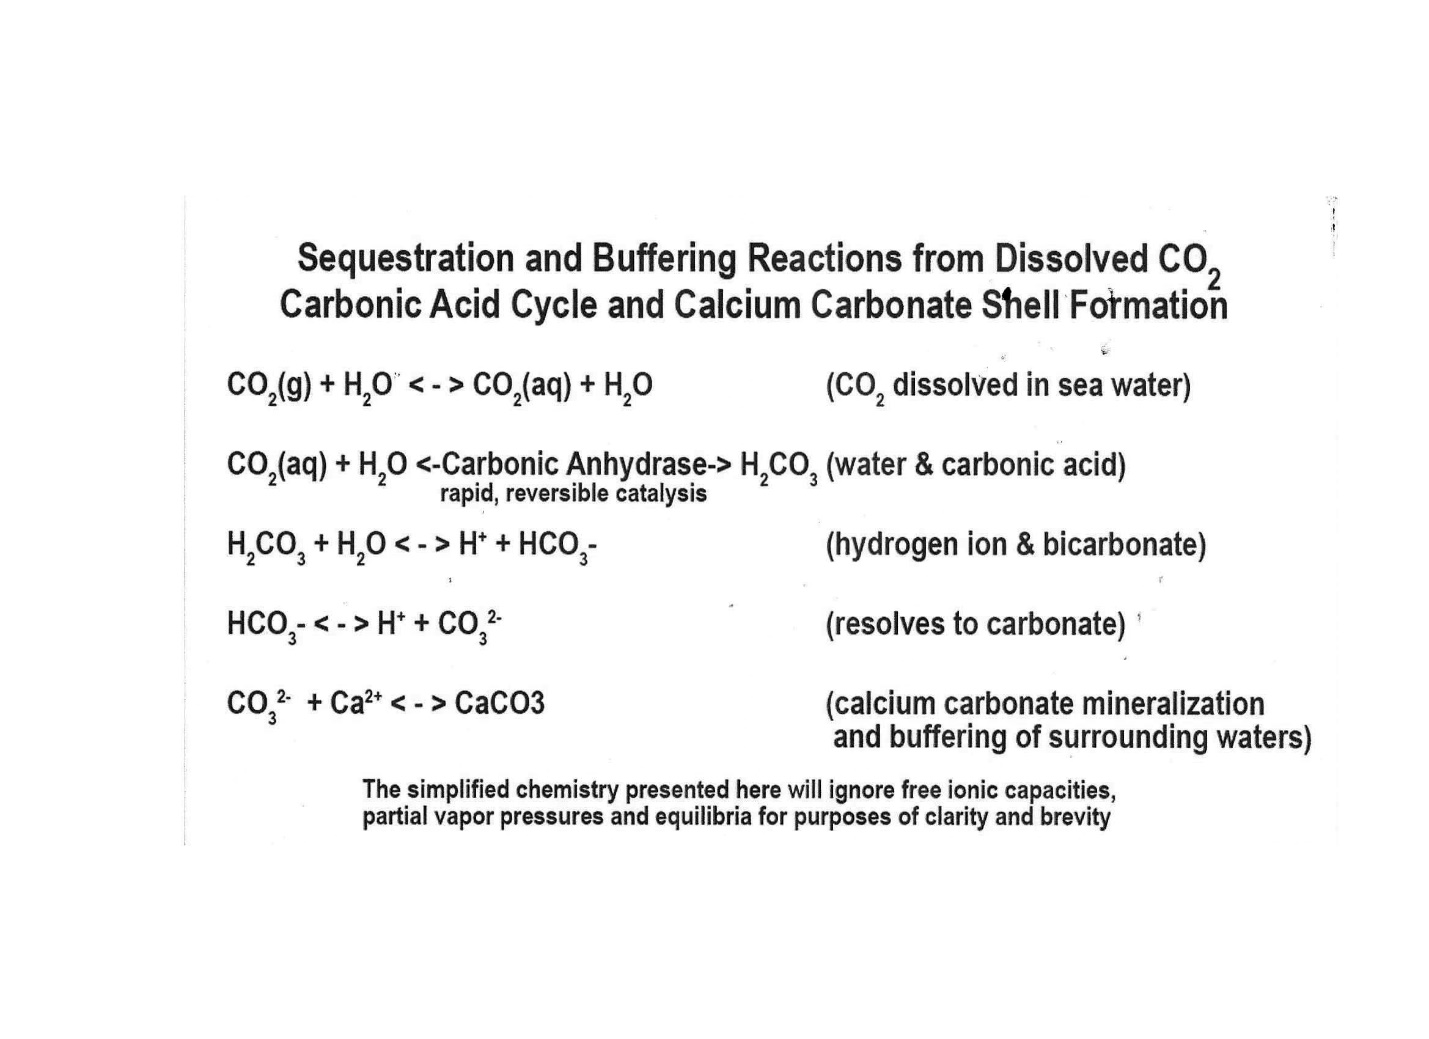 Sequestration and Buffering Reactions from Dissolved CO₂
Carbonic Acid Cycle and Calcium Carbonate Shell Formation
CO₂(g) + H₂O < - > CO₂(aq) + H₂O (CO₂ dissolved in sea water)
CO₂(aq) + H₂O <-Carbonic Anhydrase-> H₂CO₃ (water & carbonic acid)
rapid, reversible catalysis
H₂CO₃ + H₂O < - > H⁺ + HCO₃- (hydrogen ion & bicarbonate)
HCO₃- < - > H⁺ + CO₃²⁻ (resolves to carbonate)
CO₃²⁻ + Ca²⁺ < - > CaCO3 (calcium carbonate mineralization
and buffering of surrounding waters)
The simplified chemistry presented here will ignore free ionic capacities,
partial vapor pressures and equilibria for purposes of clarity and brevity